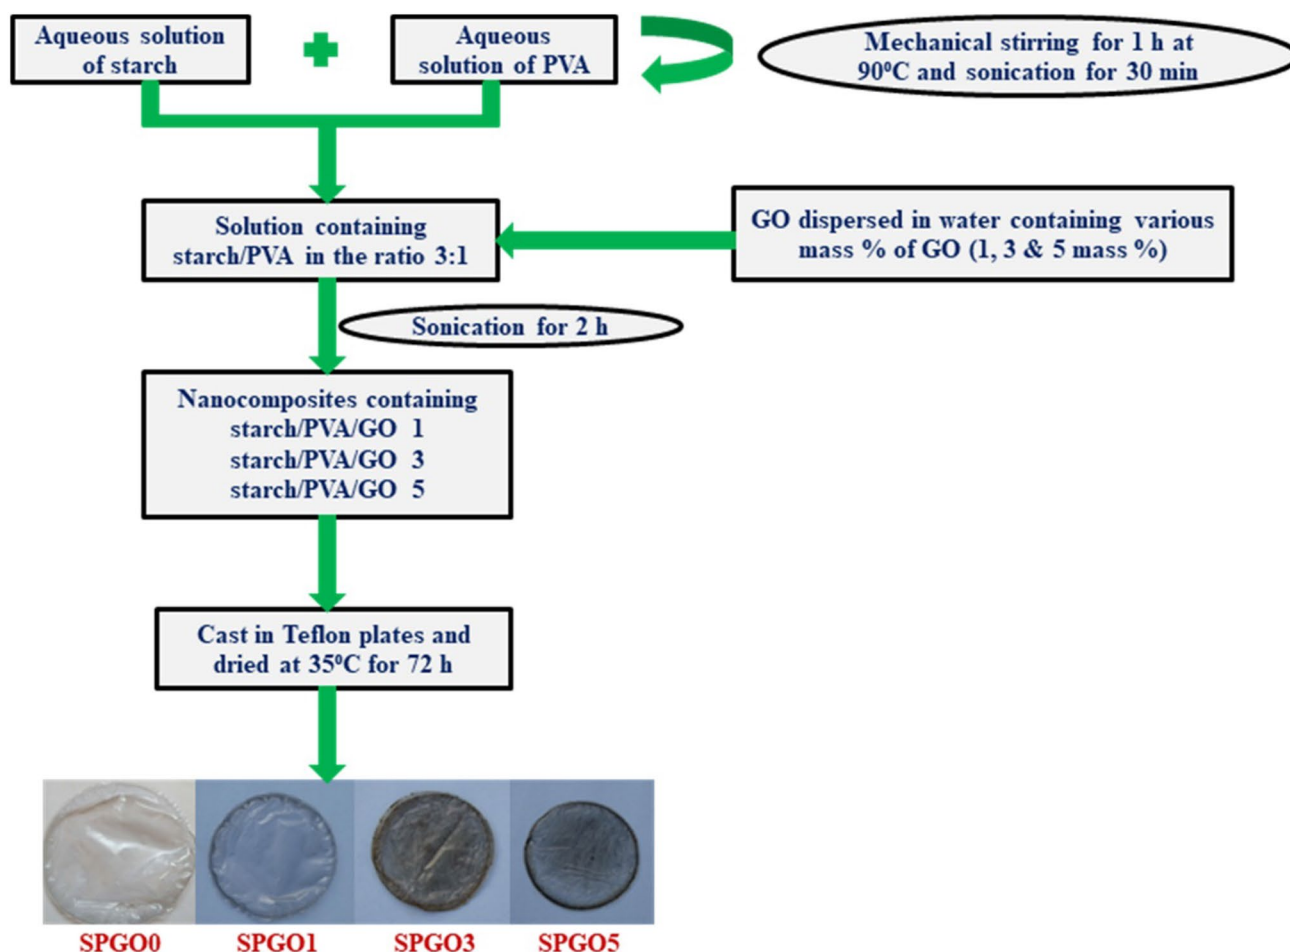 Aqueous solution
of starch
Aqueous
solution of PVA
Mechanical stirring for 1 h at
90⁰C and sonication for 30 min
Solution containing
starch/PVA in the ratio 3:1
GO dispersed in water containing various
mass % of GO (1, 3 & 5 mass %)
Sonication for 2 h
Nanocomposites containing
starch/PVA/GO 1
starch/PVA/GO 3
starch/PVA/GO 5
Cast in Teflon plates and
dried at 35⁰C for 72 h
SPGO0
SPGO1
SPGO3
SPGO5